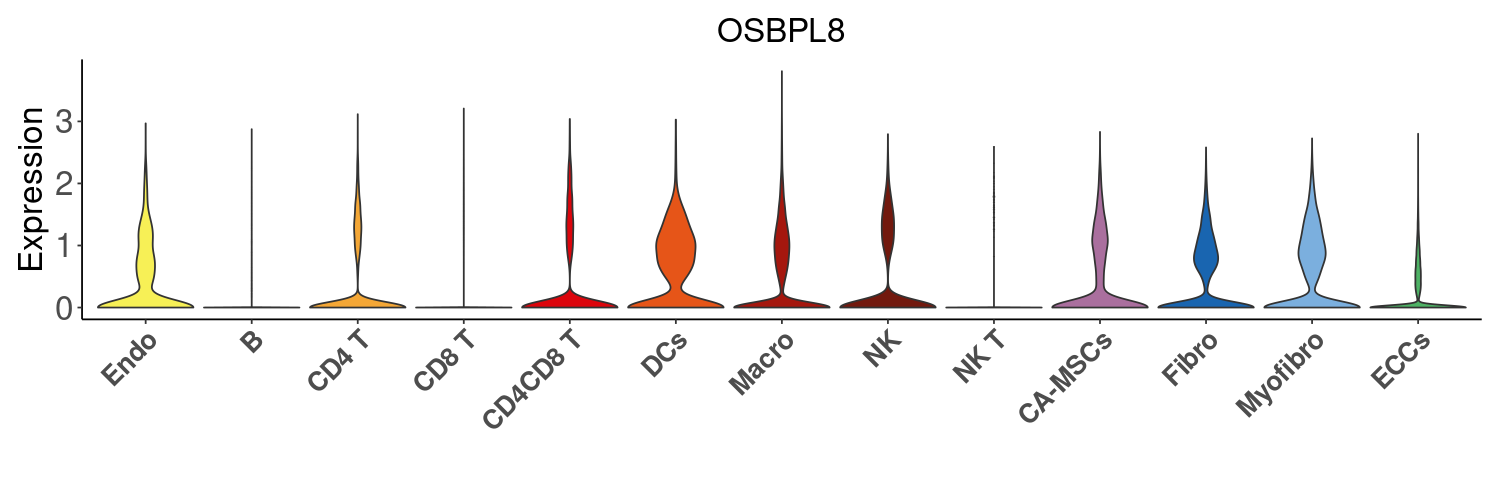 OSBPL8
Expression
3
2
1
0
Endo
B
CD4 T
CD8 T
CD4CD8 T
DCs
Macro
NK
NK T
CA-MSCs
Fibro
Myofibro
ECCs